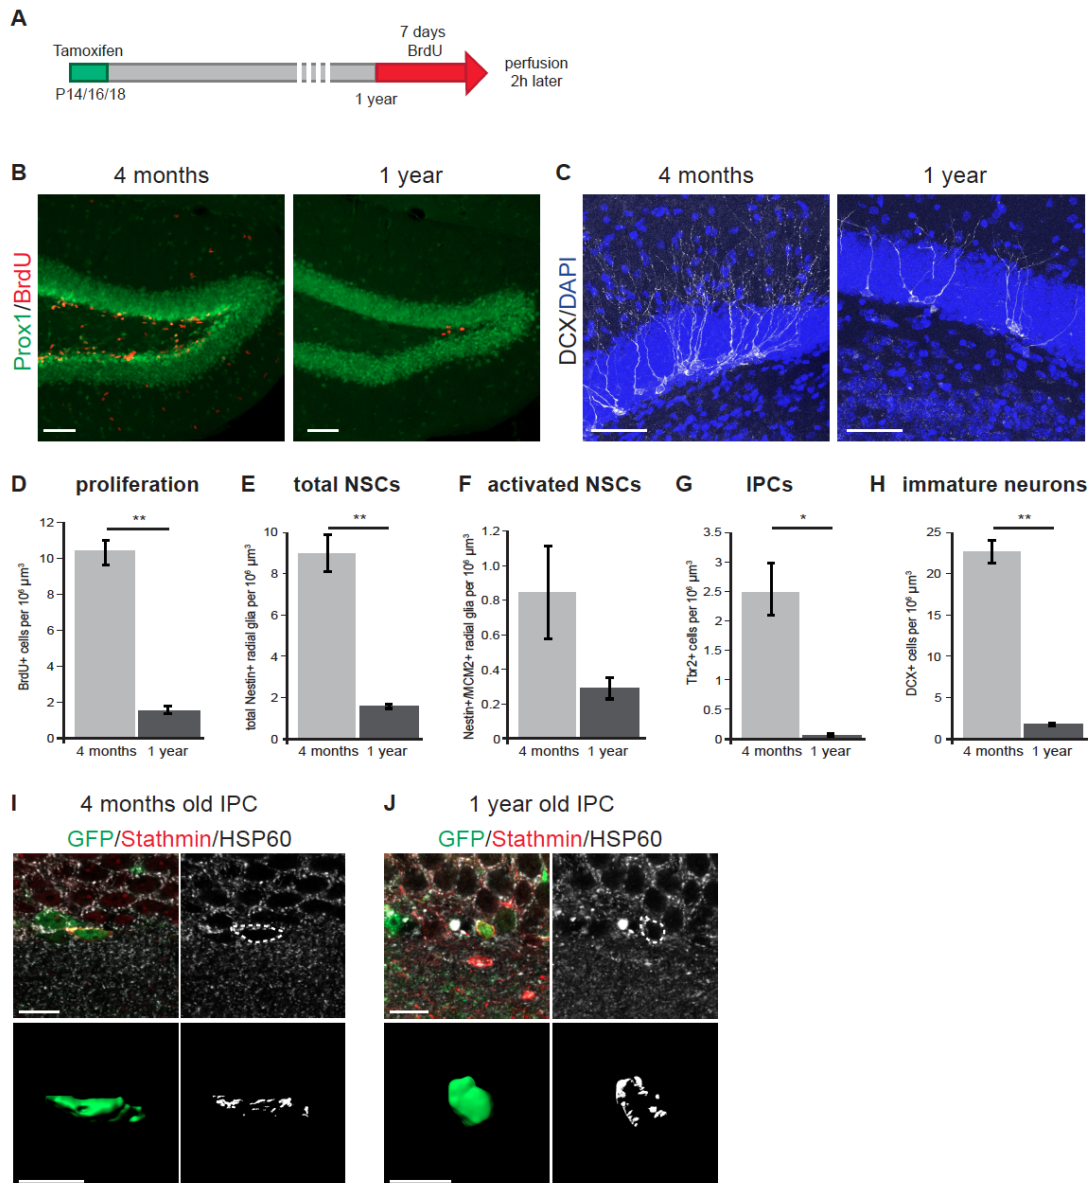 A
Tamoxifen
7 days
BrdU
perfusion
2h later
P14/16/18
1 year
B
4 months
1 year
Prox1/BrdU
C
4 months
1 year
DCX/DAPI
D proliferation
**
BrdU+ cells per 10⁶ µm³
12
10
8
6
4
2
0
4 months 1 year
E total NSCs
**
total Nestin+ radial glia per 10⁶ µm³
10
8
6
4
2
0
4 months 1 year
F activated NSCs
Nestin+/MCM2+ radial glia per 10⁶ µm³
1.2
1.0
0.8
0.6
0.4
0.2
0
4 months 1 year
G IPCs
*
Tbr2+ cells per 10⁶ µm³
3.5
3
2.5
2
1.5
1
0.5
0
4 months 1 year
H immature neurons
**
DCX+ cells per 10⁶ µm³
25
20
15
10
5
0
4 months 1 year
I 4 months old IPC
GFP/Stathmin/HSP60
J 1 year old IPC
GFP/Stathmin/HSP60